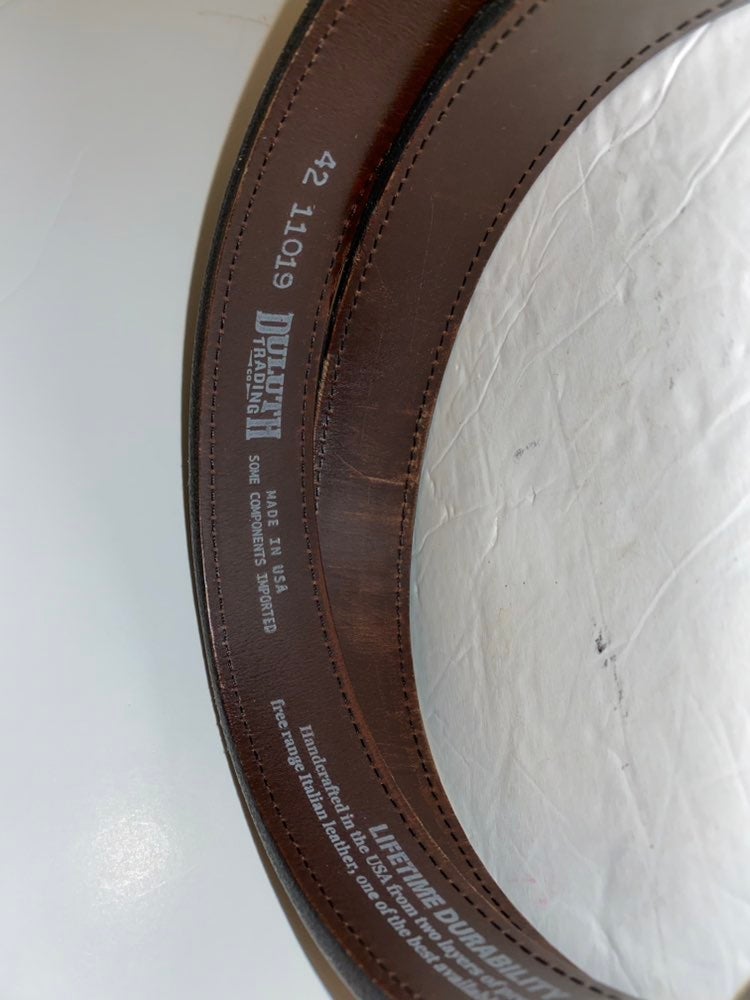 42 11019
DULUTH
TRADING
CO
MADE IN USA
SOME COMPONENTS IMPORTED
LIFETIME DURABILITY
Handcrafted in the USA from two layers of
free range Italian leather, one of the best